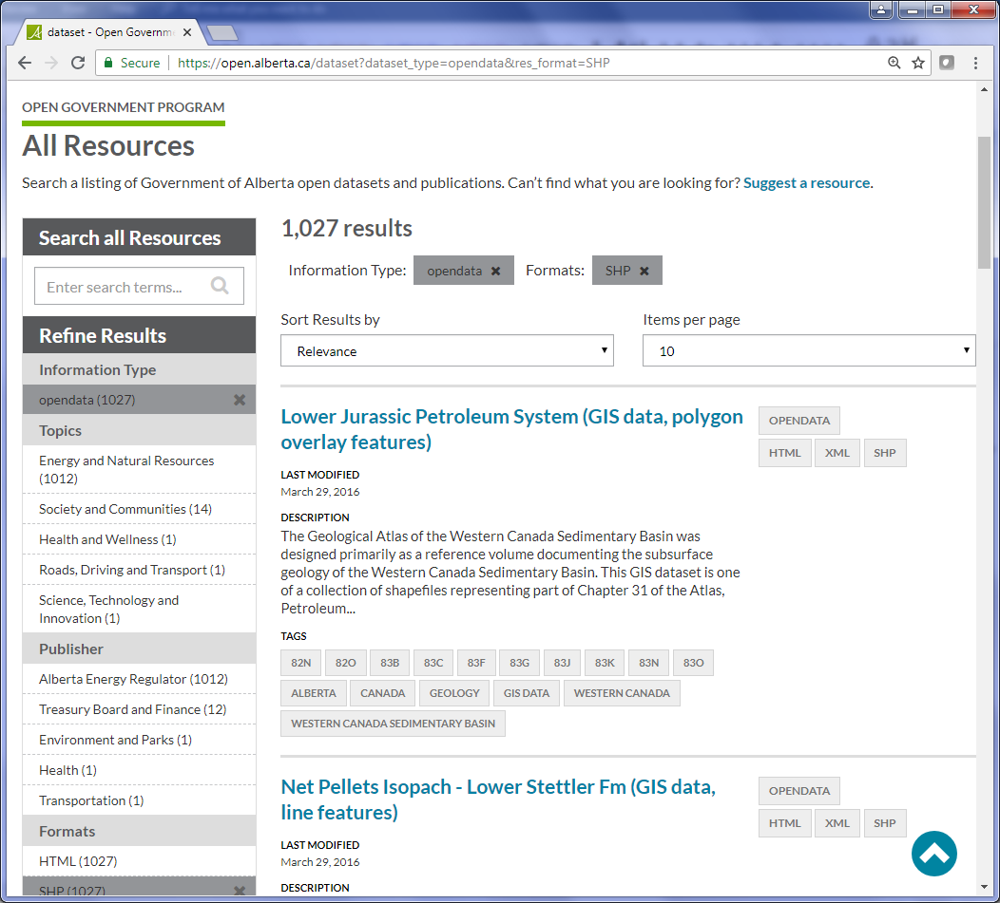 dataset - Open Governm
Secure
https://open.alberta.ca/dataset?dataset_type=opendata&res_format=SHP
OPEN GOVERNMENT PROGRAM
All Resources
Search a listing of Government of Alberta open datasets and publications. Can't find what you are looking for? Suggest a resource.
Search all Resources
Enter search terms...
Refine Results
Information Type
opendata (1027)
Topics
Energy and Natural Resources
(1012)
Society and Communities (14)
Health and Wellness (1)
Roads, Driving and Transport (1)
Science, Technology and
Innovation (1)
Publisher
Alberta Energy Regulator (1012)
Treasury Board and Finance (12)
Environment and Parks (1)
Health (1)
Transportation (1)
Formats
HTML (1027)
SHP (1027)
1,027 results
Information Type: opendata Formats: SHP
Sort Results by
Relevance
Items per page
10
Lower Jurassic Petroleum System (GIS data, polygon
overlay features)
OPENDATA
HTML XML SHP
LAST MODIFIED
March 29, 2016
DESCRIPTION
The Geological Atlas of the Western Canada Sedimentary Basin was
designed primarily as a reference volume documenting the subsurface
geology of the Western Canada Sedimentary Basin. This GIS dataset is one
of a collection of shapefiles representing part of Chapter 31 of the Atlas,
Petroleum...
TAGS
82N 82O 83B 83C 83F 83G 83J 83K 83N 83O
ALBERTA CANADA GEOLOGY GIS DATA WESTERN CANADA
WESTERN CANADA SEDIMENTARY BASIN
Net Pellets Isopach - Lower Stettler Fm (GIS data,
line features)
OPENDATA
HTML XML SHP
LAST MODIFIED
March 29, 2016
DESCRIPTION